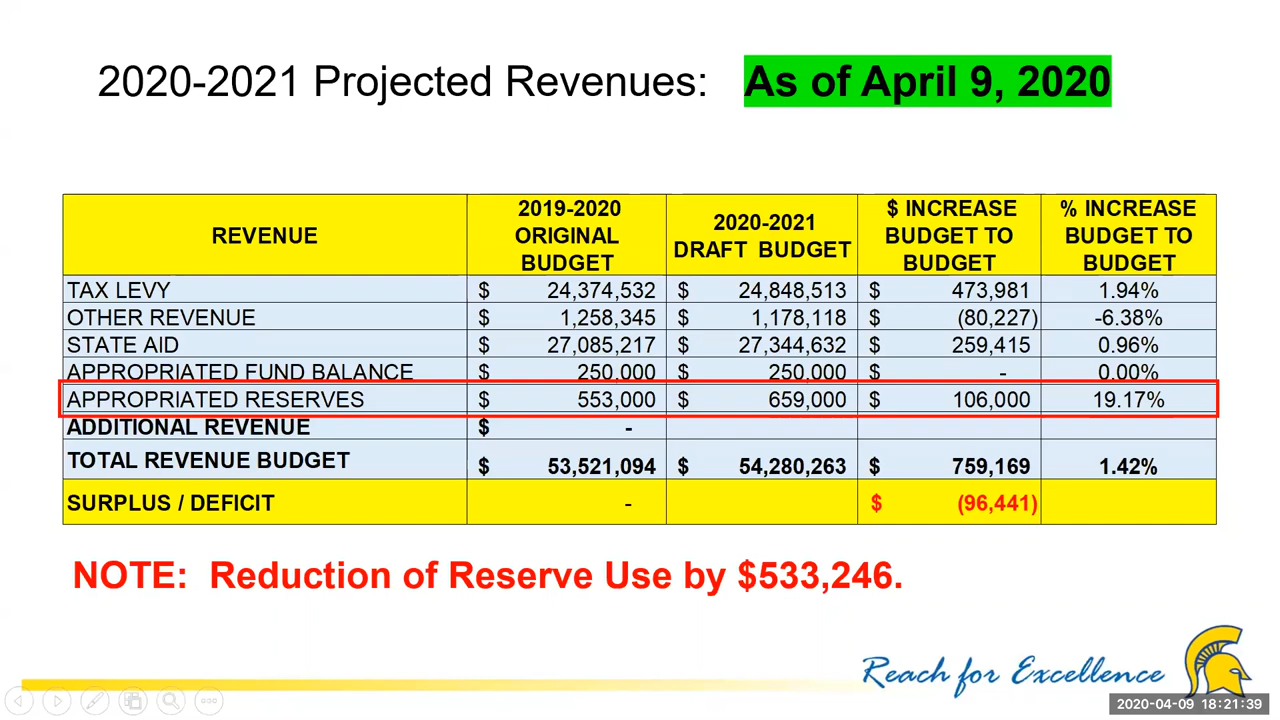 2020-2021 Projected Revenues: As of April 9, 2020
REVENUE 2019-2020 ORIGINAL BUDGET 2020-2021 DRAFT BUDGET $ INCREASE BUDGET TO BUDGET % INCREASE BUDGET TO BUDGET
TAX LEVY $ 24,374,532 $ 24,848,513 $ 473,981 1.94%
OTHER REVENUE $ 1,258,345 $ 1,178,118 $ (80,227) -6.38%
STATE AID $ 27,085,217 $ 27,344,632 $ 259,415 0.96%
APPROPRIATED FUND BALANCE $ 250,000 $ 250,000 $ - 0.00%
APPROPRIATED RESERVES $ 553,000 $ 659,000 $ 106,000 19.17%
ADDITIONAL REVENUE $ -
TOTAL REVENUE BUDGET $ 53,521,094 $ 54,280,263 $ 759,169 1.42%
SURPLUS / DEFICIT - $ (96,441)
NOTE: Reduction of Reserve Use by $533,246.
Reach for Excellence
2020-04-09 18:21:39